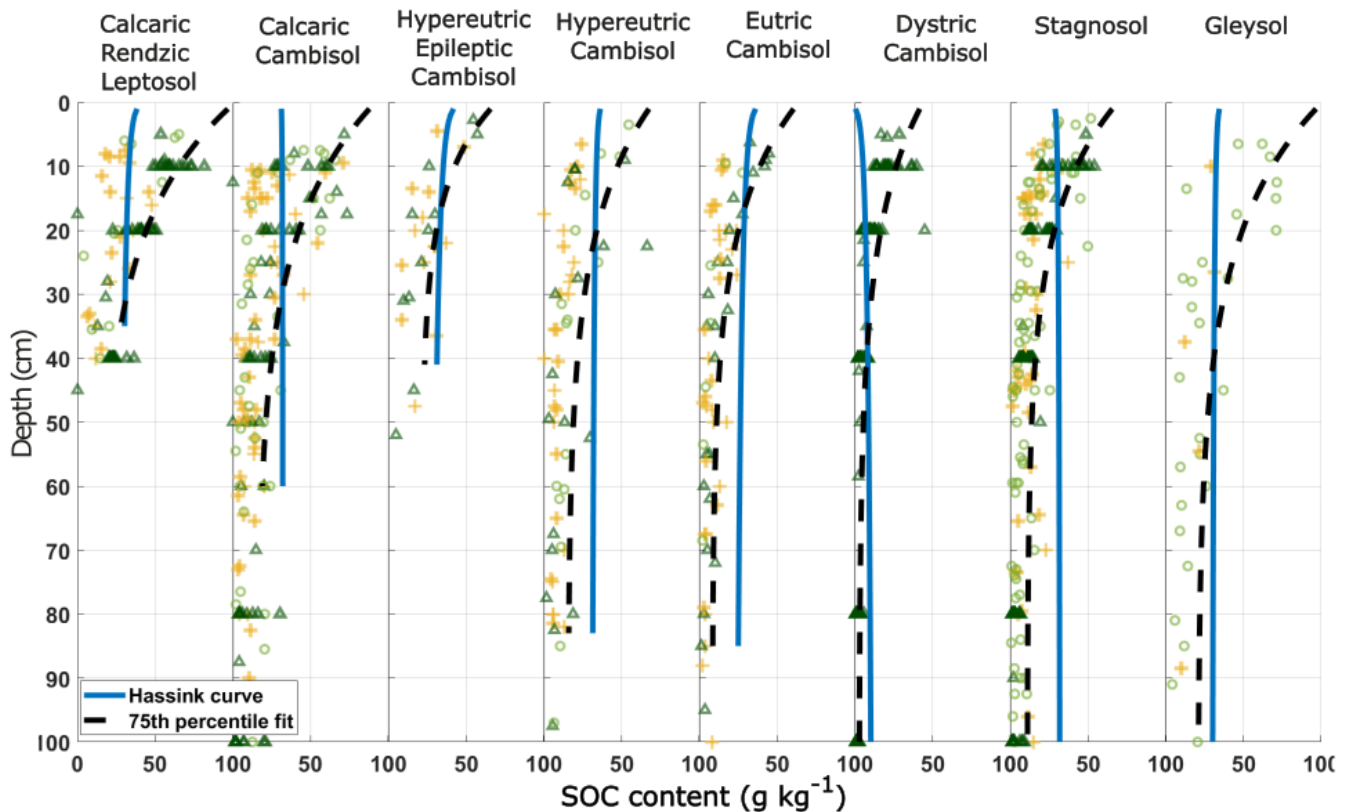 Calcaric
Rendzic
Leptosol
Calcaric
Cambisol
Hypereutric
Epileptic
Cambisol
Hypereutric
Cambisol
Eutric
Cambisol
Dystric
Cambisol
Stagnosol
Gleysol
0
10
20
30
40
50
60
70
80
90
100
Depth (cm)
Hassink curve
75th percentile fit
0 50 100 50 100 50 100 50 100 50 100 50 100 50 100 50 100
SOC content (g kg-1)